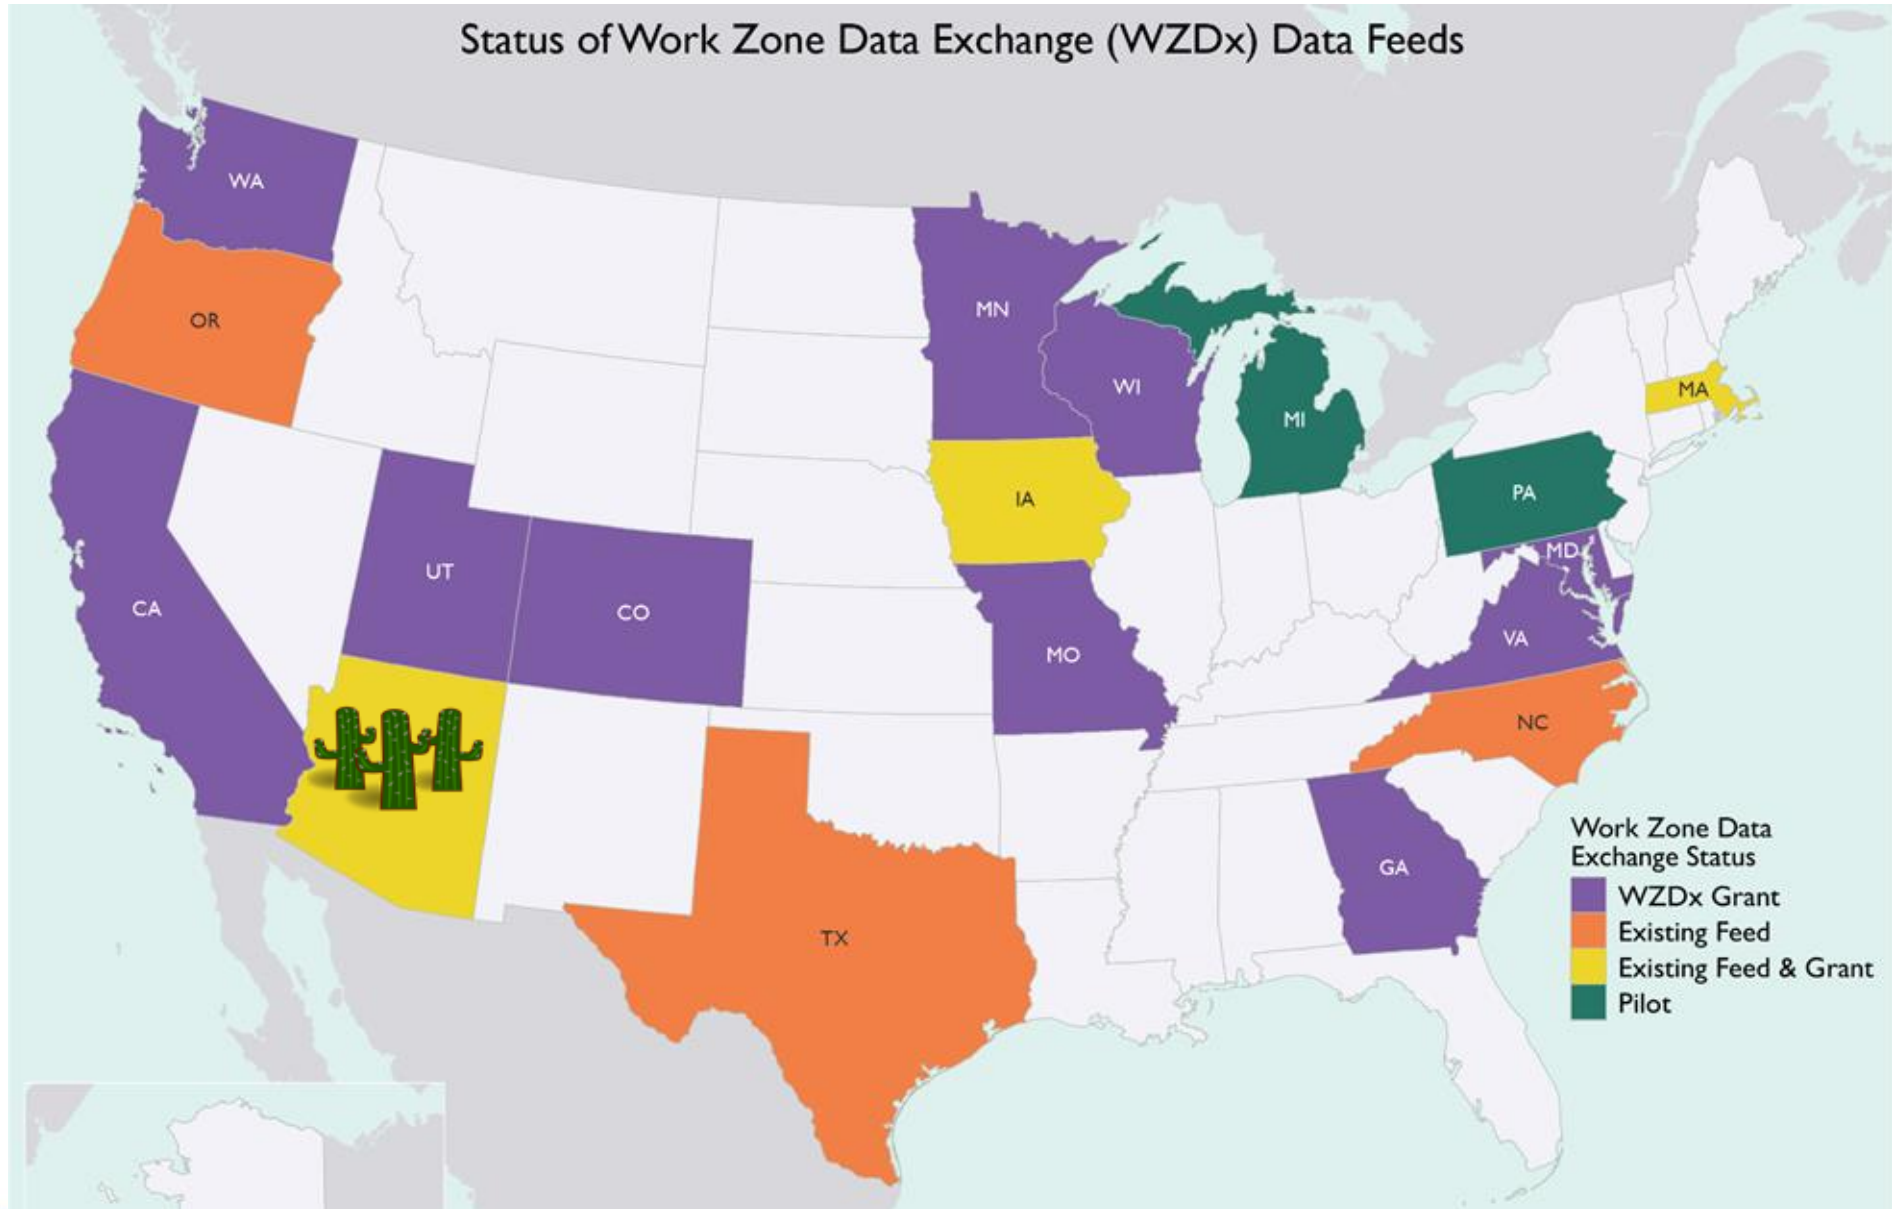 Status of Work Zone Data Exchange (WZDx) Data Feeds
WA
OR
MN
WI
MI
MA
IA
PA
MD
UT
CO
CA
MO
VA
NC
GA
TX
Work Zone Data
Exchange Status
WZDx Grant
Existing Feed
Existing Feed & Grant
Pilot